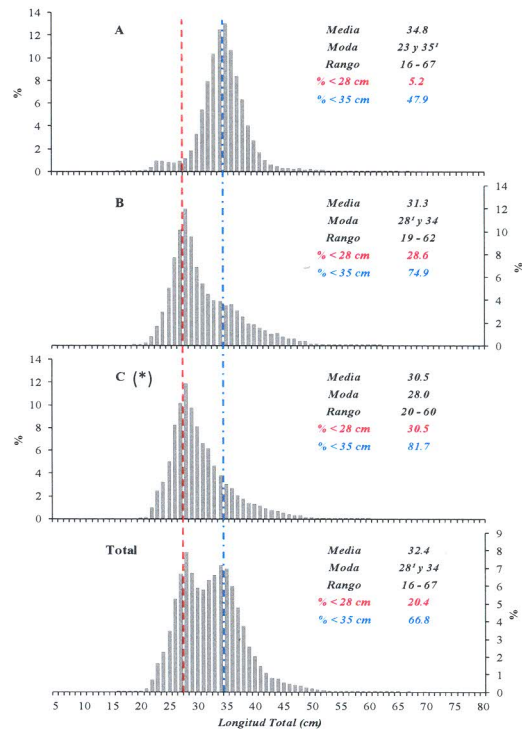 14
12
10
8
6
4
2
0
%
A
Media 34.8
Moda 23 y 35¹
Rango 16 - 67
% < 28 cm 5.2
% < 35 cm 47.9
14
12
10
8
6
4
2
0
%
B
Media 31.3
Moda 28¹ y 34
Rango 19 - 62
% < 28 cm 28.6
% < 35 cm 74.9
14
12
10
8
6
4
2
0
%
C (*)
Media 30.5
Moda 28.0
Rango 20 - 60
% < 28 cm 30.5
% < 35 cm 81.7
9
8
7
6
5
4
3
2
1
0
%
Total
Media 32.4
Moda 28¹ y 34
Rango 16 - 67
% < 28 cm 20.4
% < 35 cm 66.8
5 10 15 20 25 30 35 40 45 50 55 60 65 70 75 80
Longitud Total (cm)